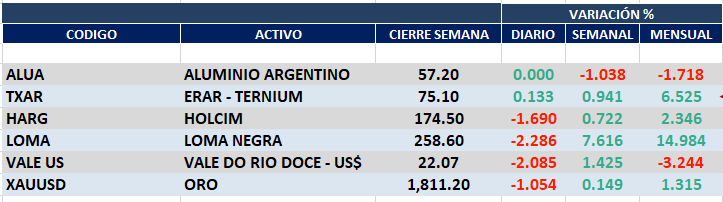 VARIACIÓN %
CODIGO ACTIVO CIERRE SEMANA DIARIO SEMANAL MENSUAL
ALUA ALUMINIO ARGENTINO 57.20 0.000 -1.038 -1.718
TXAR ERAR - TERNIUM 75.10 0.133 0.941 6.525
HARG HOLCIM 174.50 -1.690 0.722 2.346
LOMA LOMA NEGRA 258.60 -2.286 7.616 14.984
VALE US VALE DO RIO DOCE - US$ 22.07 -2.085 1.425 -3.244
XAUUSD ORO 1,811.20 -1.054 0.149 1.315